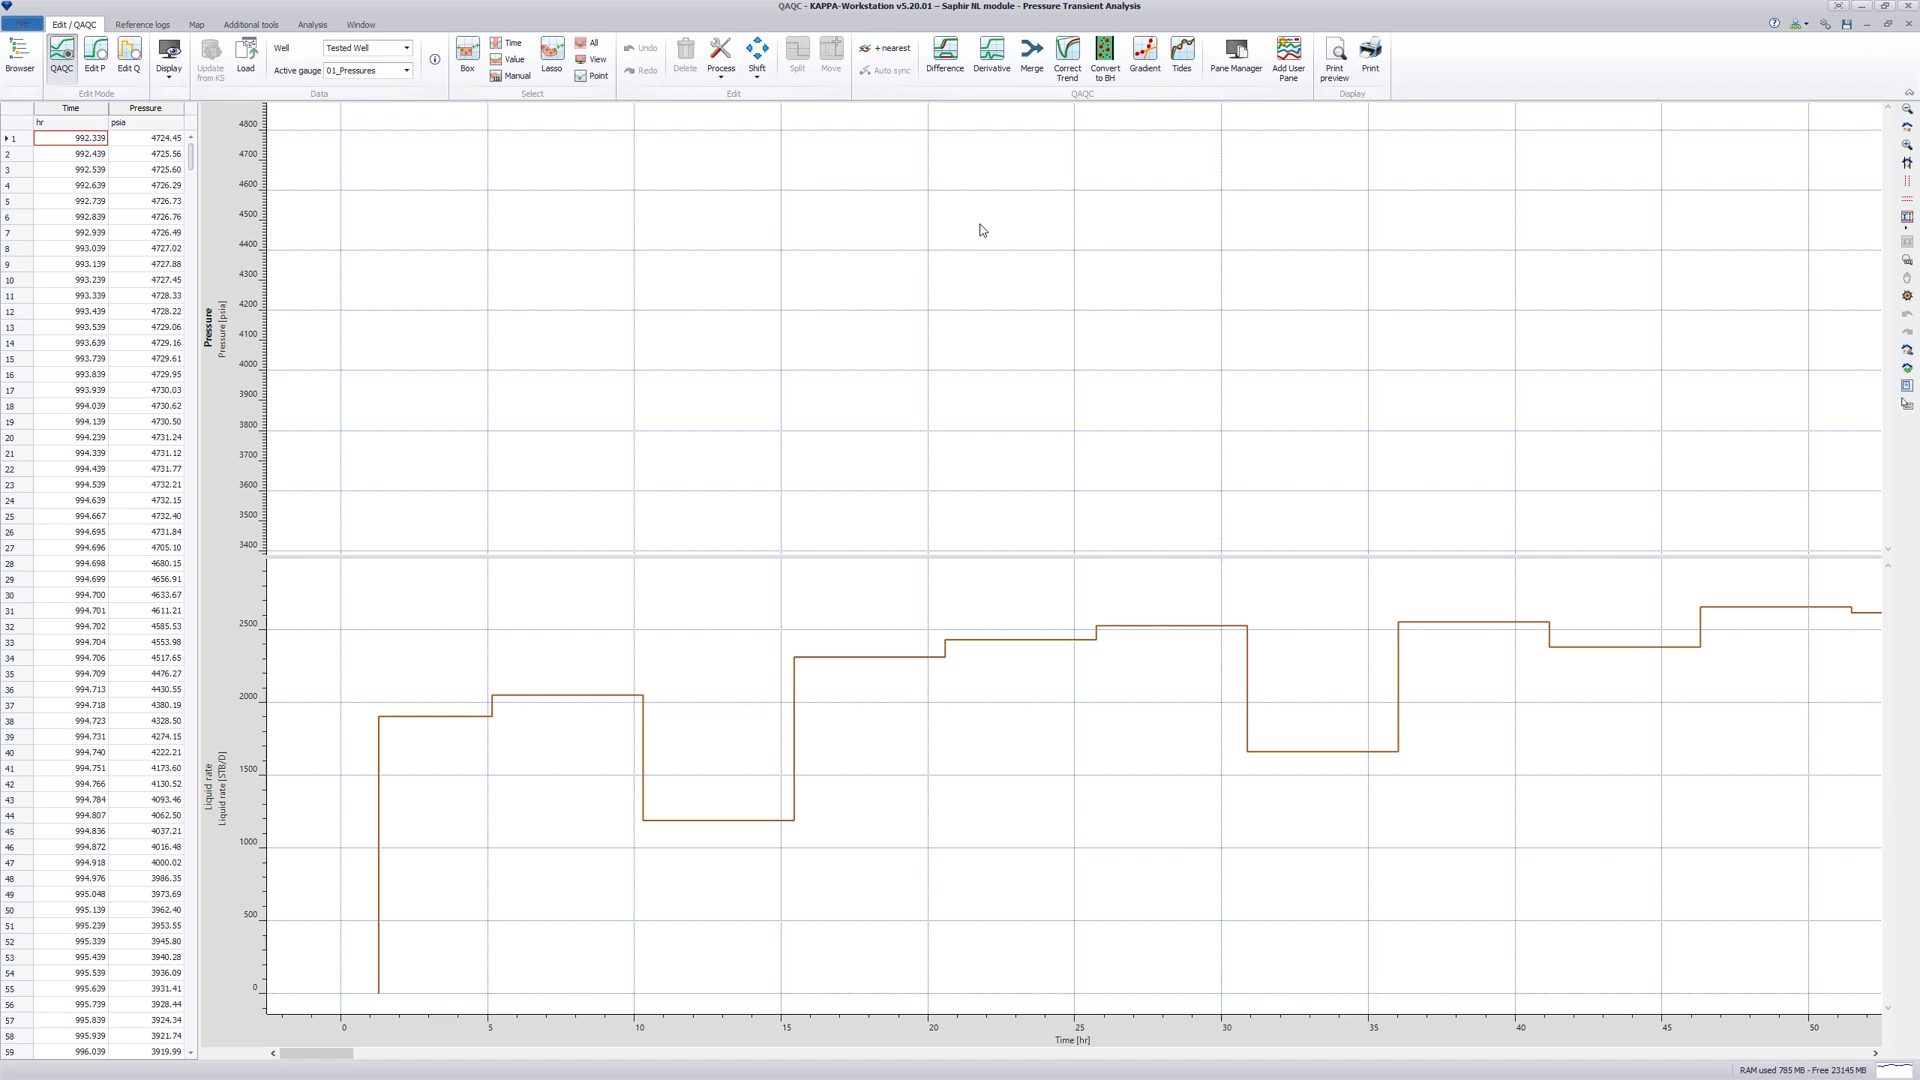 QAQC - KAPPA-Workstation v5.20.01 – Saphir NL module - Pressure Transient Analysis
File Edit / QAQC Reference logs Map Additional tools Analysis Window
Browser QAQC Edit P Edit Q Display Update from KS Load
Well Tested Well
Active gauge 01_Pressures
Box Time Value Manual Lasso All View Point
Undo Redo Delete Process Shift Split Move
+ nearest Auto sync Difference Derivative Merge Correct Trend Convert to BH Gradient Tides Pane Manager Add User Pane
Print preview Print
Edit Mode Data Select Edit QAQC Display
Time Pressure
hr psia
1 992.339 4724.45
2 992.439 4725.56
3 992.539 4725.60
4 992.639 4726.29
5 992.739 4726.73
6 992.839 4726.76
7 992.939 4726.49
8 993.039 4727.02
9 993.139 4727.88
10 993.239 4727.45
11 993.339 4728.33
12 993.439 4728.22
13 993.539 4729.06
14 993.639 4729.16
15 993.739 4729.61
16 993.839 4729.95
17 993.939 4730.03
18 994.039 4730.62
19 994.139 4730.50
20 994.239 4731.24
21 994.339 4731.12
22 994.439 4731.77
23 994.539 4732.21
24 994.639 4732.15
25 994.667 4732.40
26 994.695 4731.84
27 994.696 4705.10
28 994.698 4680.15
29 994.699 4656.91
30 994.700 4633.67
31 994.701 4611.21
32 994.702 4585.53
33 994.704 4553.98
34 994.706 4517.65
35 994.709 4476.27
36 994.713 4430.55
37 994.718 4380.19
38 994.723 4328.50
39 994.731 4274.15
40 994.740 4222.21
41 994.751 4173.60
42 994.766 4130.52
43 994.784 4093.46
44 994.807 4062.50
45 994.836 4037.21
46 994.872 4016.48
47 994.918 4000.02
48 994.976 3986.35
49 995.048 3973.69
50 995.139 3962.40
51 995.239 3953.55
52 995.339 3945.80
53 995.439 3940.28
54 995.539 3936.09
55 995.639 3931.41
56 995.739 3928.44
57 995.839 3924.34
58 995.939 3921.74
59 996.039 3919.99
Pressure
Pressure [psia]
4800
4700
4600
4500
4400
4300
4200
4100
4000
3900
3800
3700
3600
3500
3400
Liquid rate
Liquid rate [STB/D]
2500
2000
1500
1000
500
0
0 5 10 15 20 25 30 35 40 45 50
Time [hr]
RAM used 785 MB - Free 23145 MB